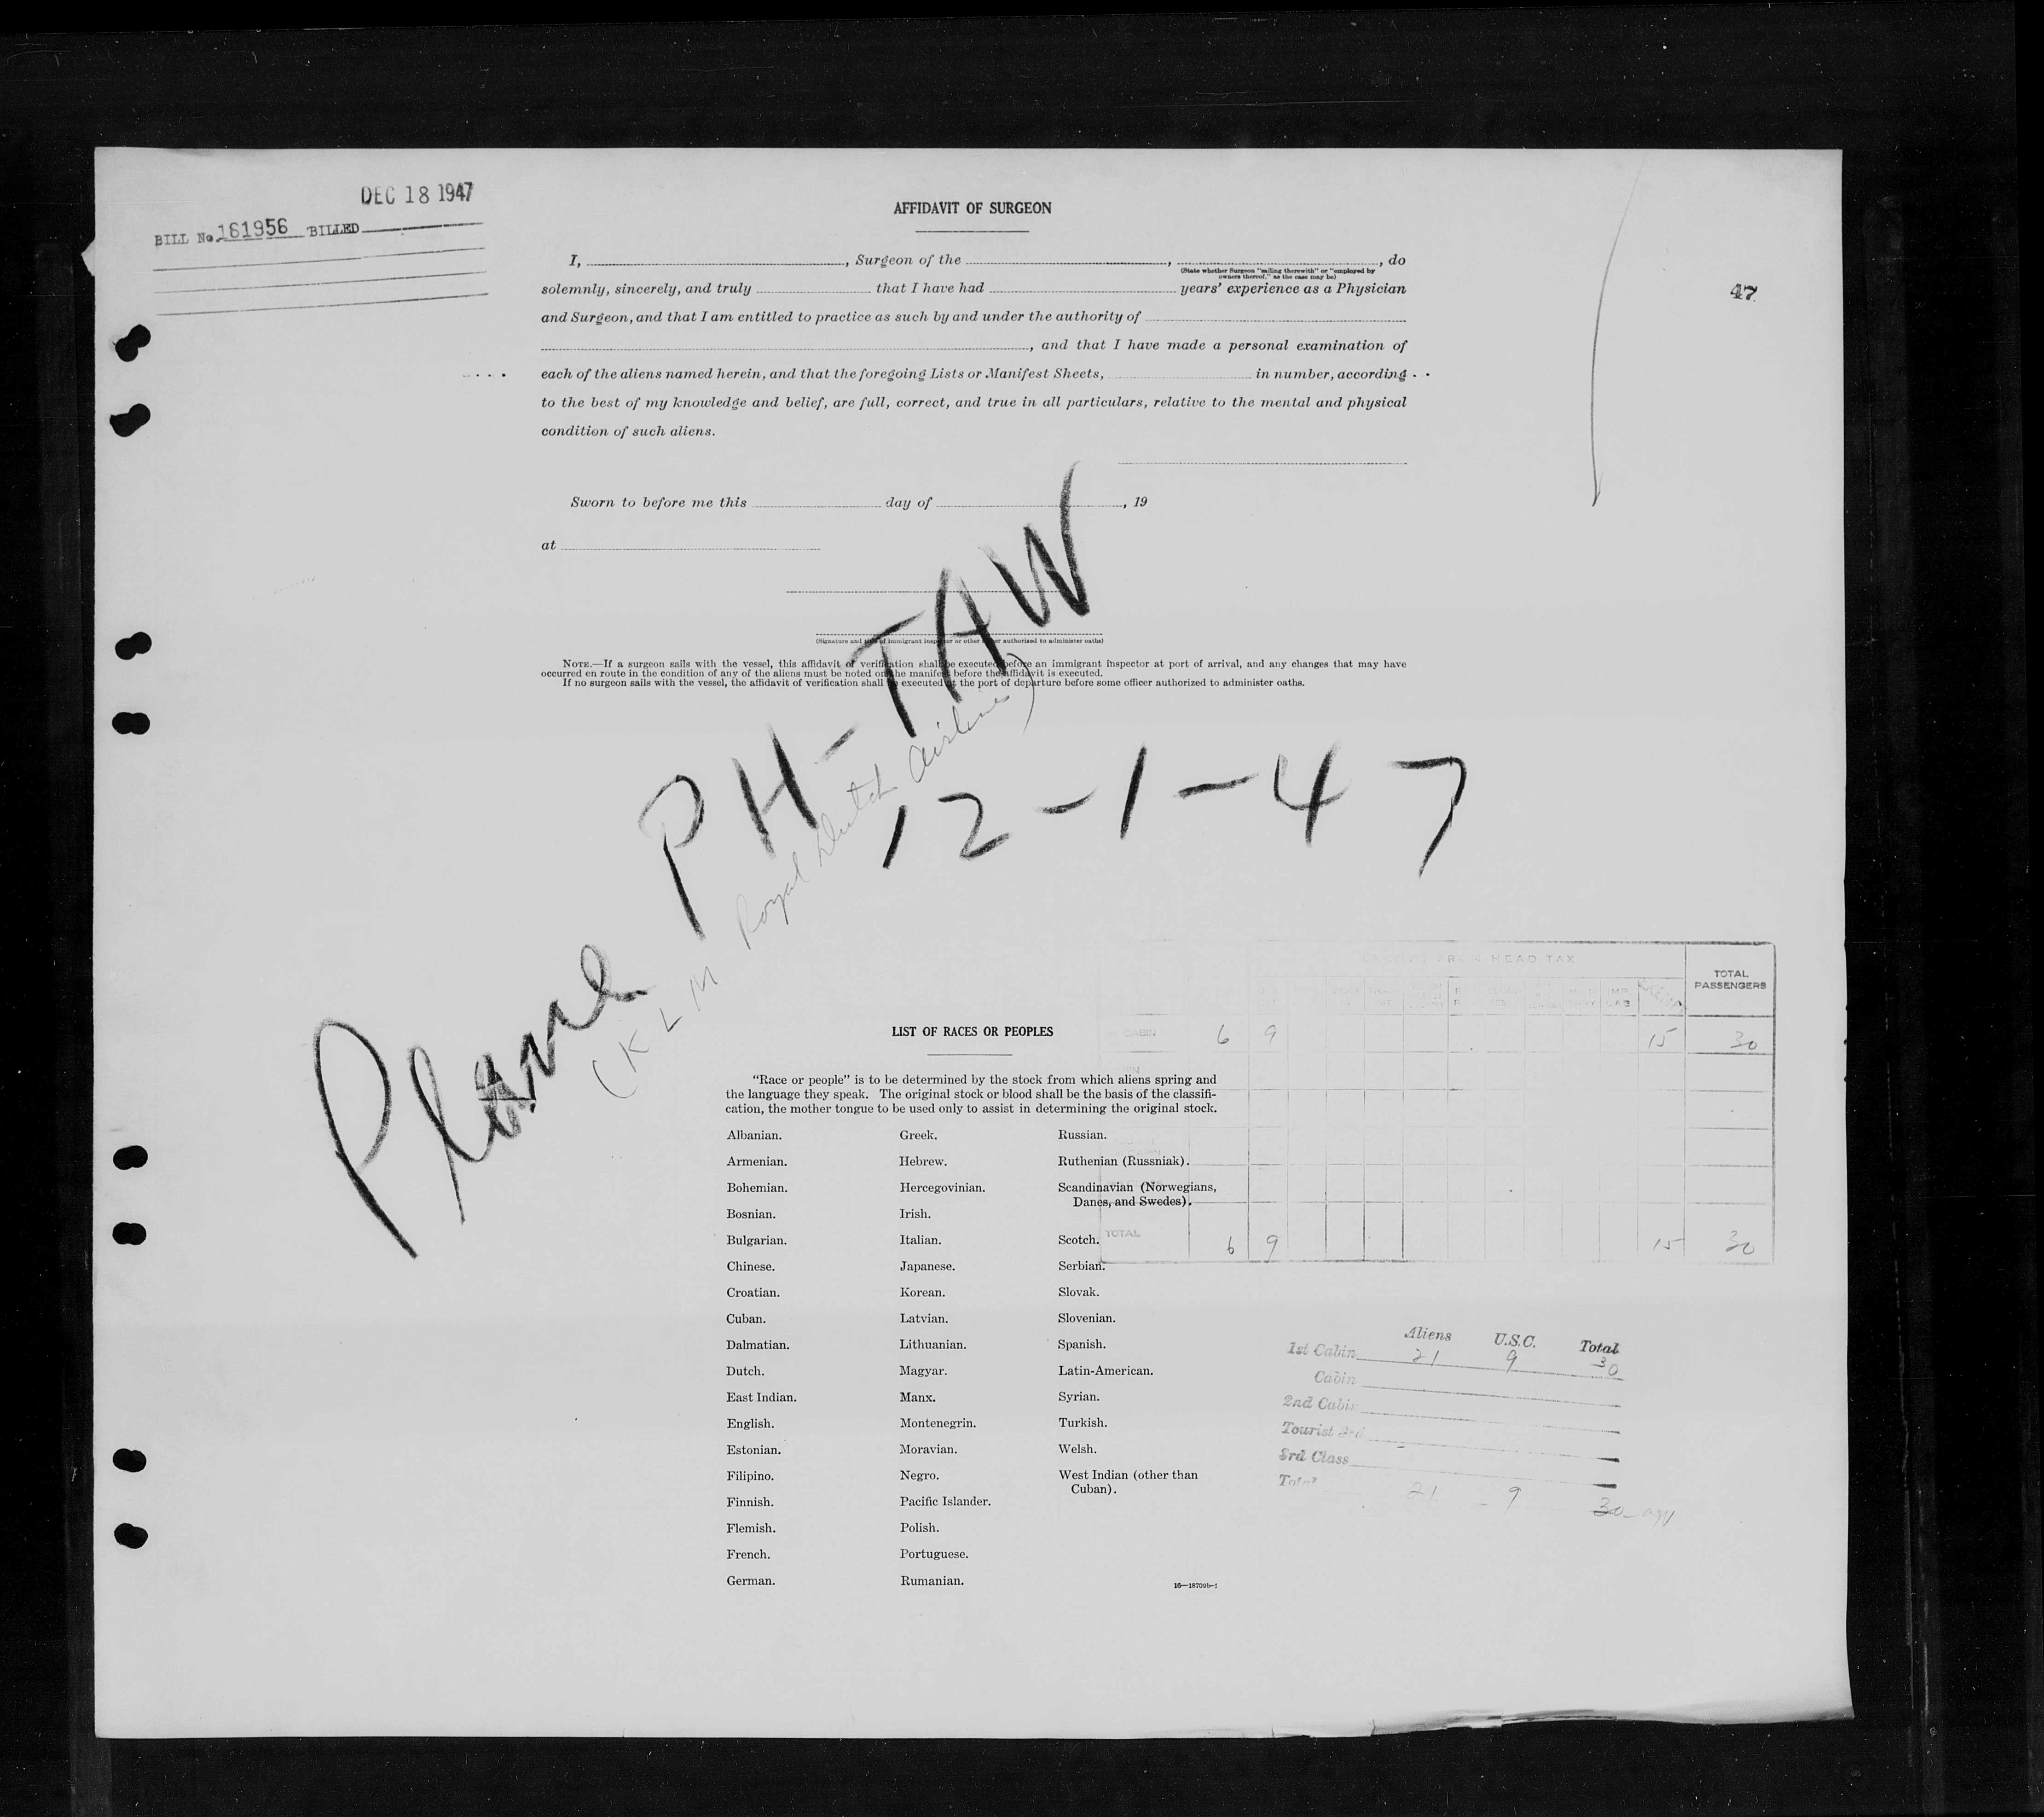 DEC 18 1947
BILL No. 161956 BILLED
47
AFFIDAVIT OF SURGEON
I, , Surgeon of the , , do
(State whether Surgeon "sailing therewith" or "employed by
owners thereof," as the case may be)
solemnly, sincerely, and truly that I have had years' experience as a Physician
and Surgeon, and that I am entitled to practice as such by and under the authority of
, and that I have made a personal examination of
each of the aliens named herein, and that the foregoing Lists or Manifest Sheets, in number, according
to the best of my knowledge and belief, are full, correct, and true in all particulars, relative to the mental and physical
condition of such aliens.
Sworn to before me this day of , 19
at
(Signature and title of immigrant inspector or other officer authorized to administer oaths)
NOTE.—If a surgeon sails with the vessel, this affidavit of verification shall be executed before an immigrant inspector at port of arrival, and any changes that may have
occurred en route in the condition of any of the aliens must be noted on the manifest before the affidavit is executed.
If no surgeon sails with the vessel, the affidavit of verification shall be executed at the port of departure before some officer authorized to administer oaths.
Plane PH-TAW
12-1-47
(KLM Royal Dutch Airlines)
HEAD TAX
TOTAL
PASSENGERS
CABIN 6 9 15 30
TOTAL 6 9 15 30
LIST OF RACES OR PEOPLES
"Race or people" is to be determined by the stock from which aliens spring and
the language they speak. The original stock or blood shall be the basis of the classifi-
cation, the mother tongue to be used only to assist in determining the original stock.
Albanian. Greek. Russian.
Armenian. Hebrew. Ruthenian (Russniak).
Bohemian. Hercegovinian. Scandinavian (Norwegians,
Danes, and Swedes).
Bosnian. Irish.
Bulgarian. Italian. Scotch.
Chinese. Japanese. Serbian.
Croatian. Korean. Slovak.
Cuban. Latvian. Slovenian.
Dalmatian. Lithuanian. Spanish.
Dutch. Magyar. Latin-American.
East Indian. Manx. Syrian.
English. Montenegrin. Turkish.
Estonian. Moravian. Welsh.
Filipino. Negro. West Indian (other than
Cuban).
Finnish. Pacific Islander.
Flemish. Polish.
French. Portuguese.
German. Rumanian.
16—18709b-1
Aliens U.S.C. Total
1st Cabin 21 9 30
Cabin
2nd Cabin
Tourist 3rd
3rd Class
Total 21 9 30